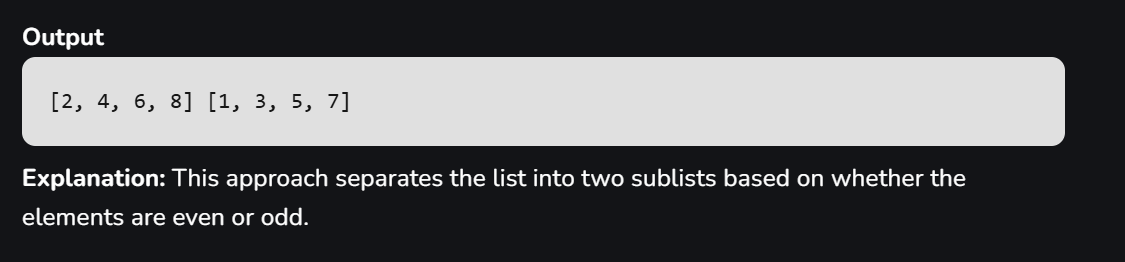 Output
[2, 4, 6, 8] [1, 3, 5, 7]
Explanation: This approach separates the list into two sublists based on whether the
elements are even or odd.